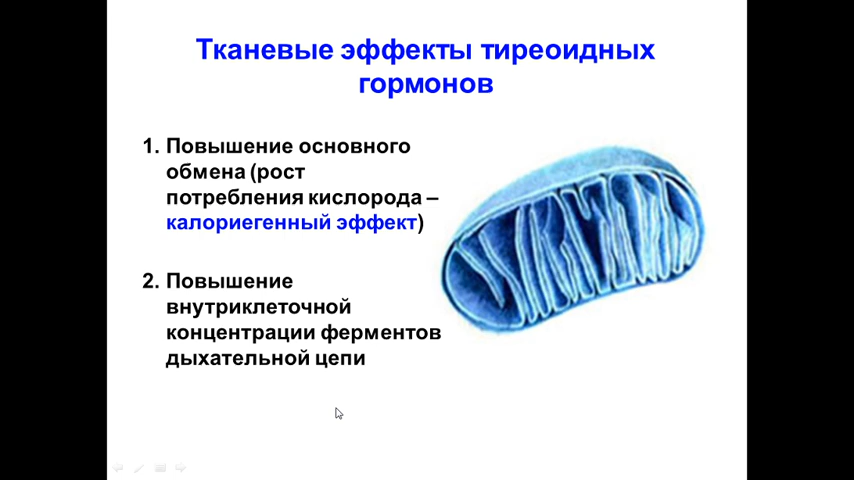 Тканевые эффекты тиреоидных
гормонов
1. Повышение основного
обмена (рост
потребления кислорода –
калориегенный эффект)
2. Повышение
внутриклеточной
концентрации ферментов
дыхательной цепи